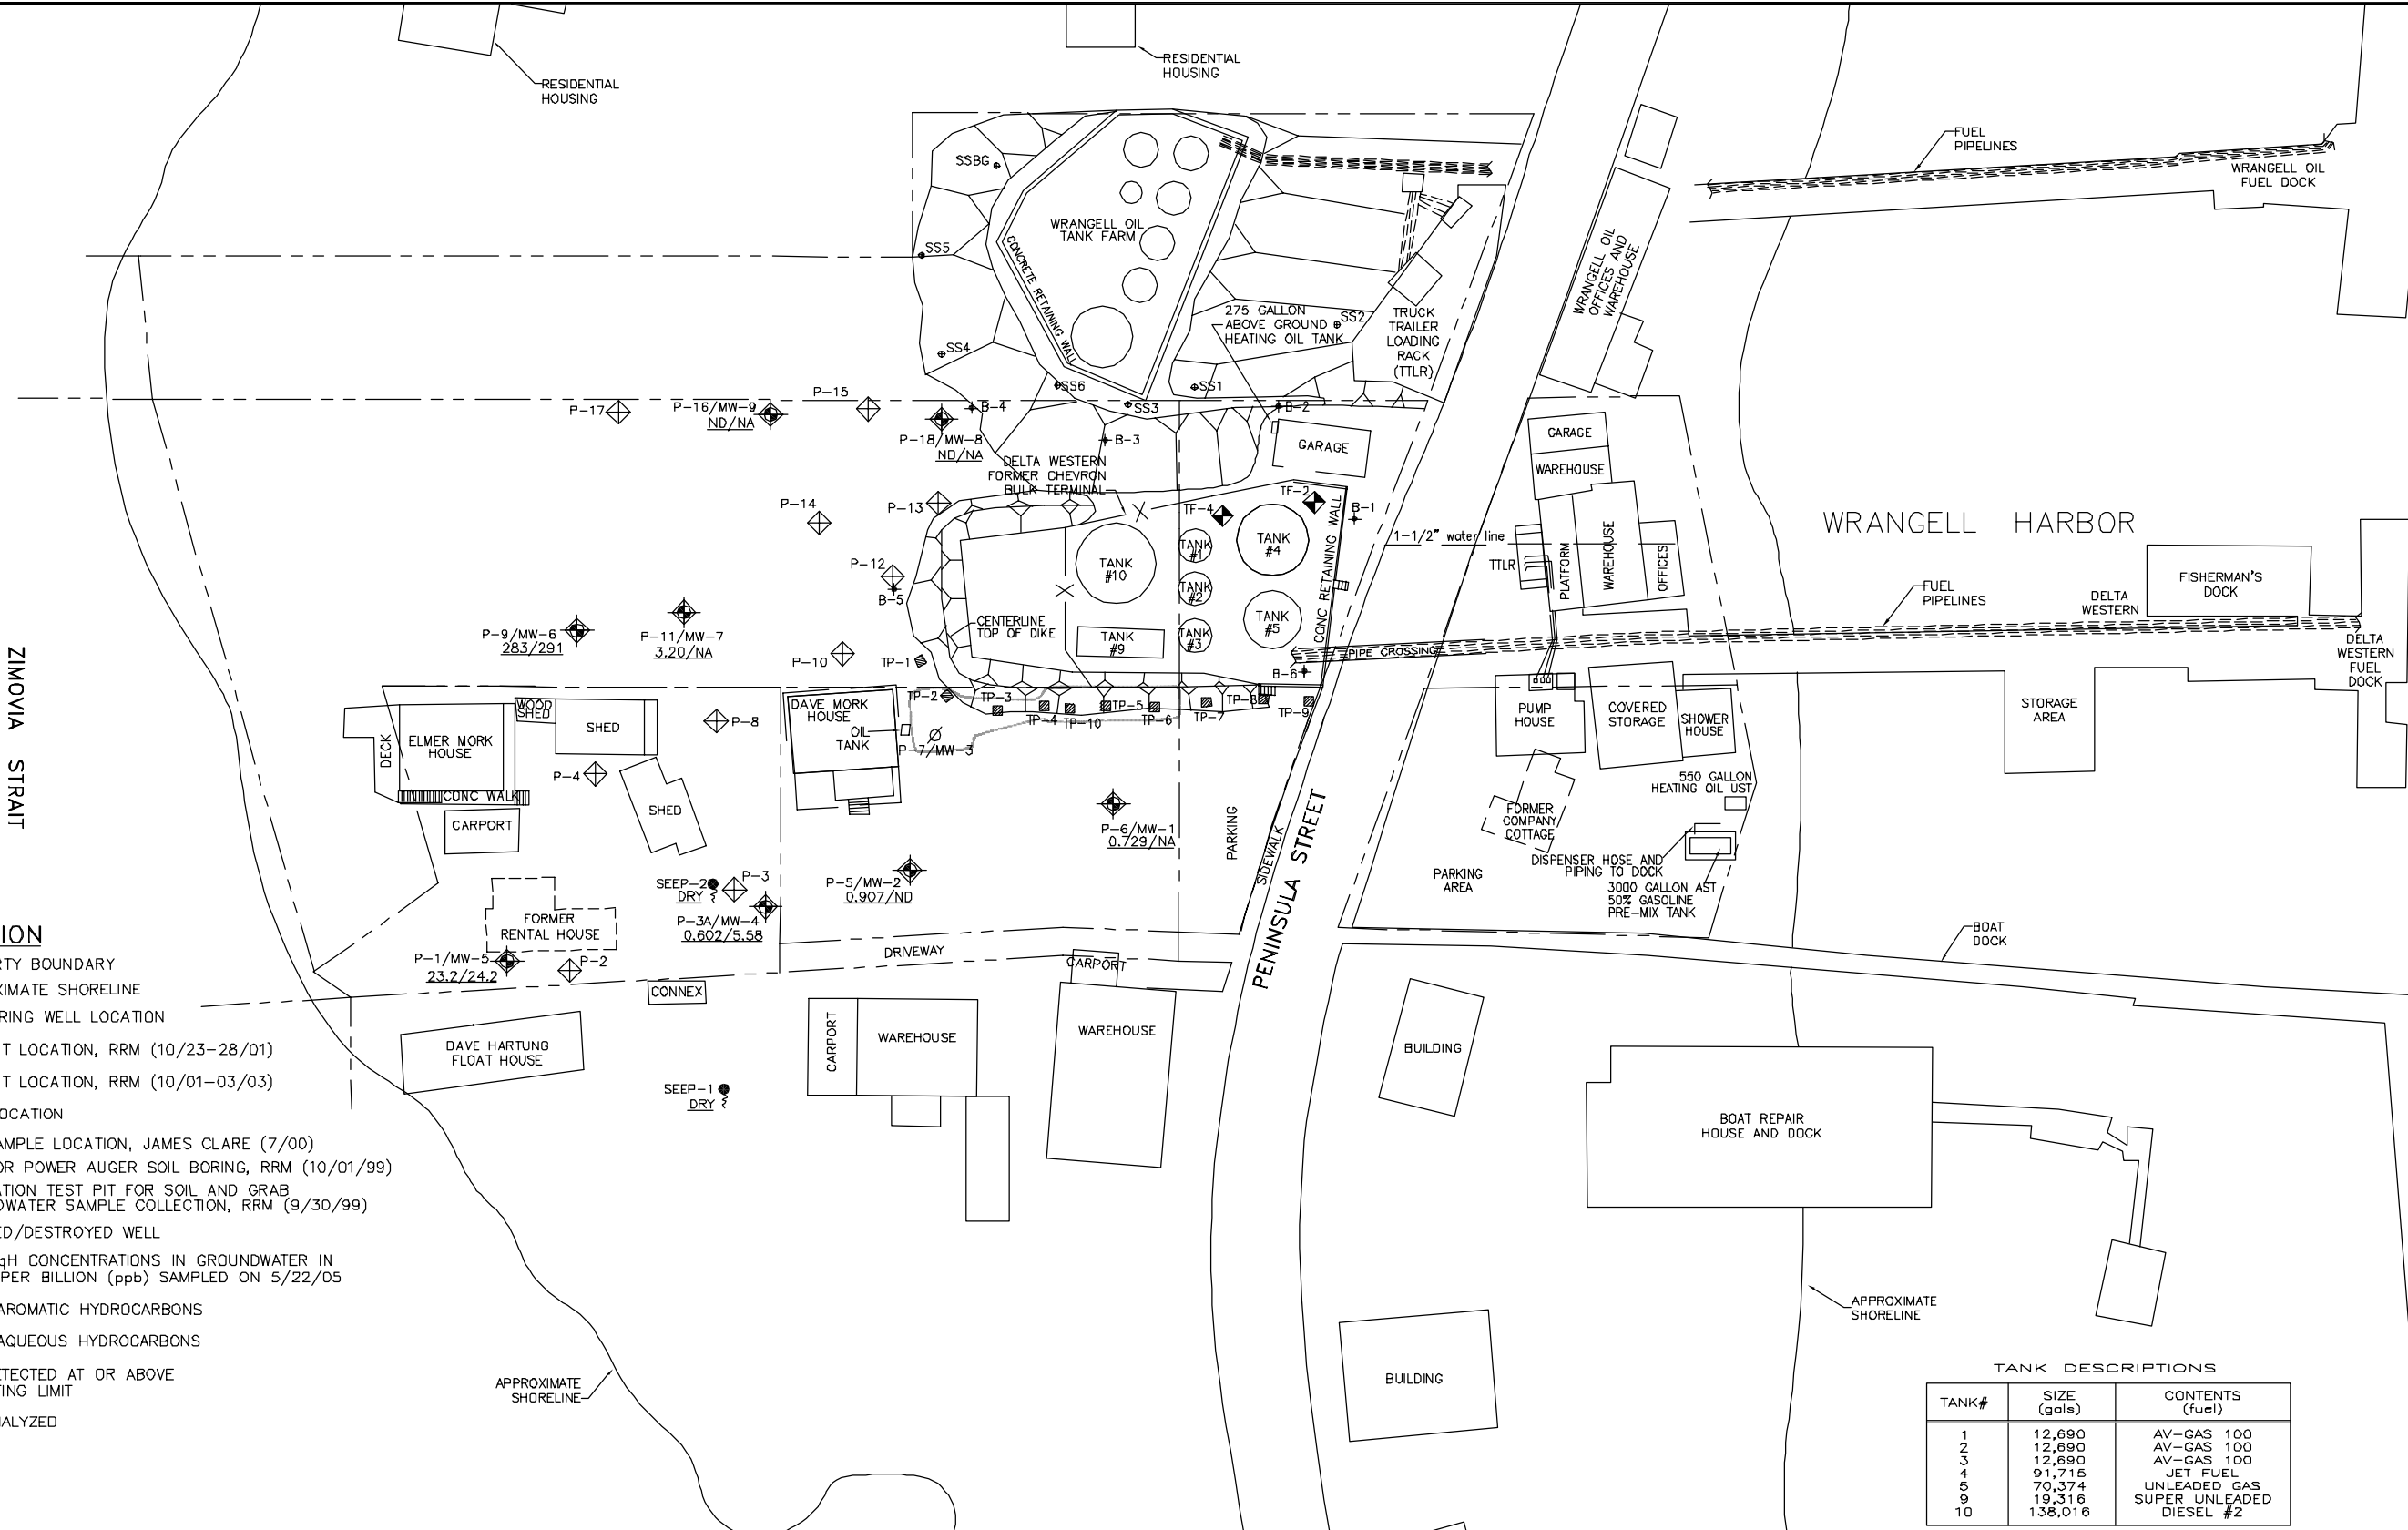 RESIDENTIAL
HOUSING
RESIDENTIAL
HOUSING
FUEL
PIPELINES
WRANGELL OIL
FUEL DOCK
SSBG
WRANGELL OIL
TANK FARM
CONCRETE RETAINING WALL
SS5
SS4
SS6
SS3
SS1
SS2
275 GALLON
ABOVE GROUND
HEATING OIL TANK
TRUCK
TRAILER
LOADING
RACK
(TTLR)
WRANGELL OIL
OFFICES AND
WAREHOUSE
P-17
P-16/MW-9
ND/NA
P-15
P-18/MW-8
ND/NA
B-4
B-3
B-2
GARAGE
DELTA WESTERN
FORMER CHEVRON
BULK TERMINAL
P-14
P-13
P-12
B-5
TF-4
TF-2
B-1
TANK
#1
TANK
#2
TANK
#3
TANK
#4
TANK
#5
TANK
#10
TANK
#9
CENTERLINE
TOP OF DIKE
CONC RETAINING WALL
1-1/2" water line
TTLR
GARAGE
WAREHOUSE
PLATFORM
WAREHOUSE
OFFICES
WRANGELL HARBOR
FISHERMAN'S
DOCK
DELTA
WESTERN
FUEL
PIPELINES
DELTA
WESTERN
FUEL
DOCK
PIPE CROSSING
B-6
P-9/MW-6
283/291
P-11/MW-7
3.20/NA
P-10
TP-1
TP-2
TP-3
TP-4
TP-10
TP-5
TP-6
TP-7
TP-8
TP-9
ZIMOVIA STRAIT
DECK
ELMER MORK
HOUSE
WOOD
SHED
SHED
P-8
P-4
SHED
CONC WALK
CARPORT
DAVE MORK
HOUSE
OIL
TANK
P-7/MW-3
P-6/MW-1
0.729/NA
PARKING
SIDEWALK
PENINSULA STREET
PUMP
HOUSE
COVERED
STORAGE
SHOWER
HOUSE
STORAGE
AREA
550 GALLON
HEATING OIL UST
FORMER
COMPANY
COTTAGE
DISPENSER HOSE AND
PIPING TO DOCK
3000 GALLON AST
50% GASOLINE
PRE-MIX TANK
PARKING
AREA
BOAT
DOCK
SEEP-2
DRY
P-3
P-3A/MW-4
0.602/5.58
P-5/MW-2
0.907/ND
FORMER
RENTAL HOUSE
P-1/MW-5
23.2/24.2
P-2
CONNEX
DRIVEWAY
CARPORT
WAREHOUSE
CARPORT
WAREHOUSE
DAVE HARTUNG
FLOAT HOUSE
SEEP-1
DRY
BUILDING
BOAT REPAIR
HOUSE AND DOCK
BUILDING
APPROXIMATE
SHORELINE
APPROXIMATE
SHORELINE
ION
RTY BOUNDARY
XIMATE SHORELINE
RING WELL LOCATION
T LOCATION, RRM (10/23-28/01)
T LOCATION, RRM (10/01-03/03)
OCATION
AMPLE LOCATION, JAMES CLARE (7/00)
OR POWER AUGER SOIL BORING, RRM (10/01/99)
ATION TEST PIT FOR SOIL AND GRAB
DWATER SAMPLE COLLECTION, RRM (9/30/99)
ED/DESTROYED WELL
qH CONCENTRATIONS IN GROUNDWATER IN
PER BILLION (ppb) SAMPLED ON 5/22/05
AROMATIC HYDROCARBONS
AQUEOUS HYDROCARBONS
ETECTED AT OR ABOVE
TING LIMIT
NALYZED
TANK DESCRIPTIONS
TANK# SIZE (gals) CONTENTS (fuel)
1 12,690 AV-GAS 100
2 12,690 AV-GAS 100
3 12,690 AV-GAS 100
4 91,715 JET FUEL
5 70,374 UNLEADED GAS
9 19,316 SUPER UNLEADED
10 138,016 DIESEL #2